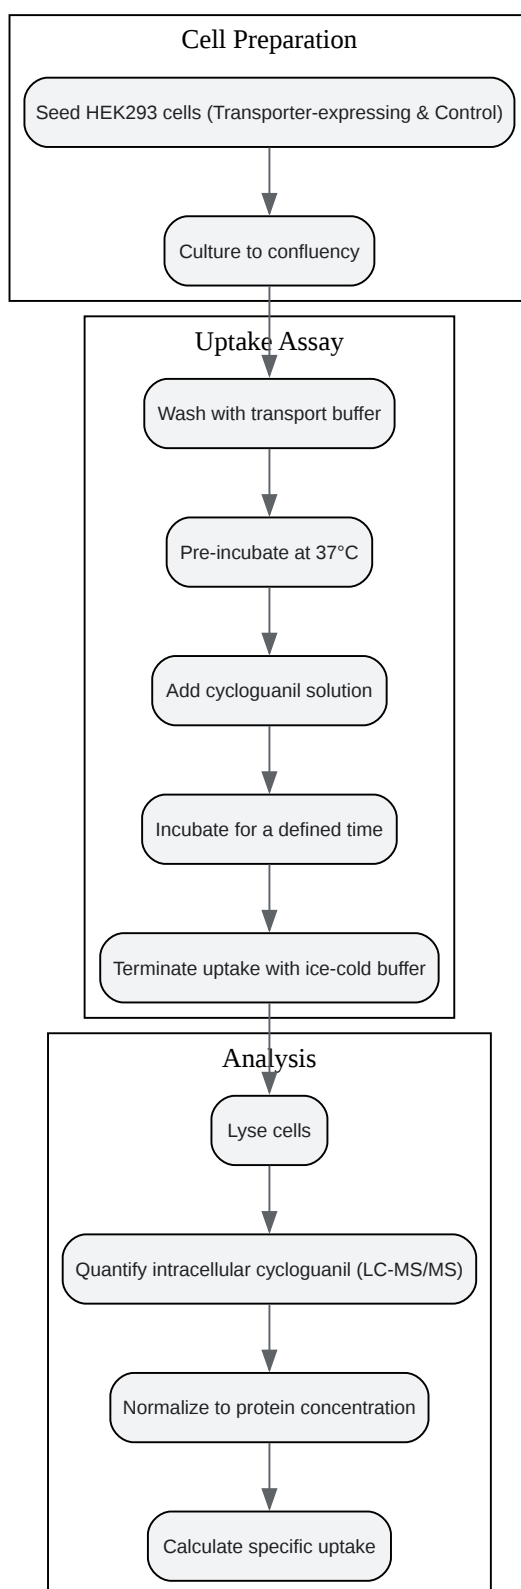 Cell Preparation
Seed HEK293 cells (Transporter-expressing & Control)
Culture to confluency
Uptake Assay
Wash with transport buffer
Pre-incubate at 37°C
Add cycloguanil solution
Incubate for a defined time
Terminate uptake with ice-cold buffer
Analysis
Lyse cells
Quantify intracellular cycloguanil (LC-MS/MS)
Normalize to protein concentration
Calculate specific uptake